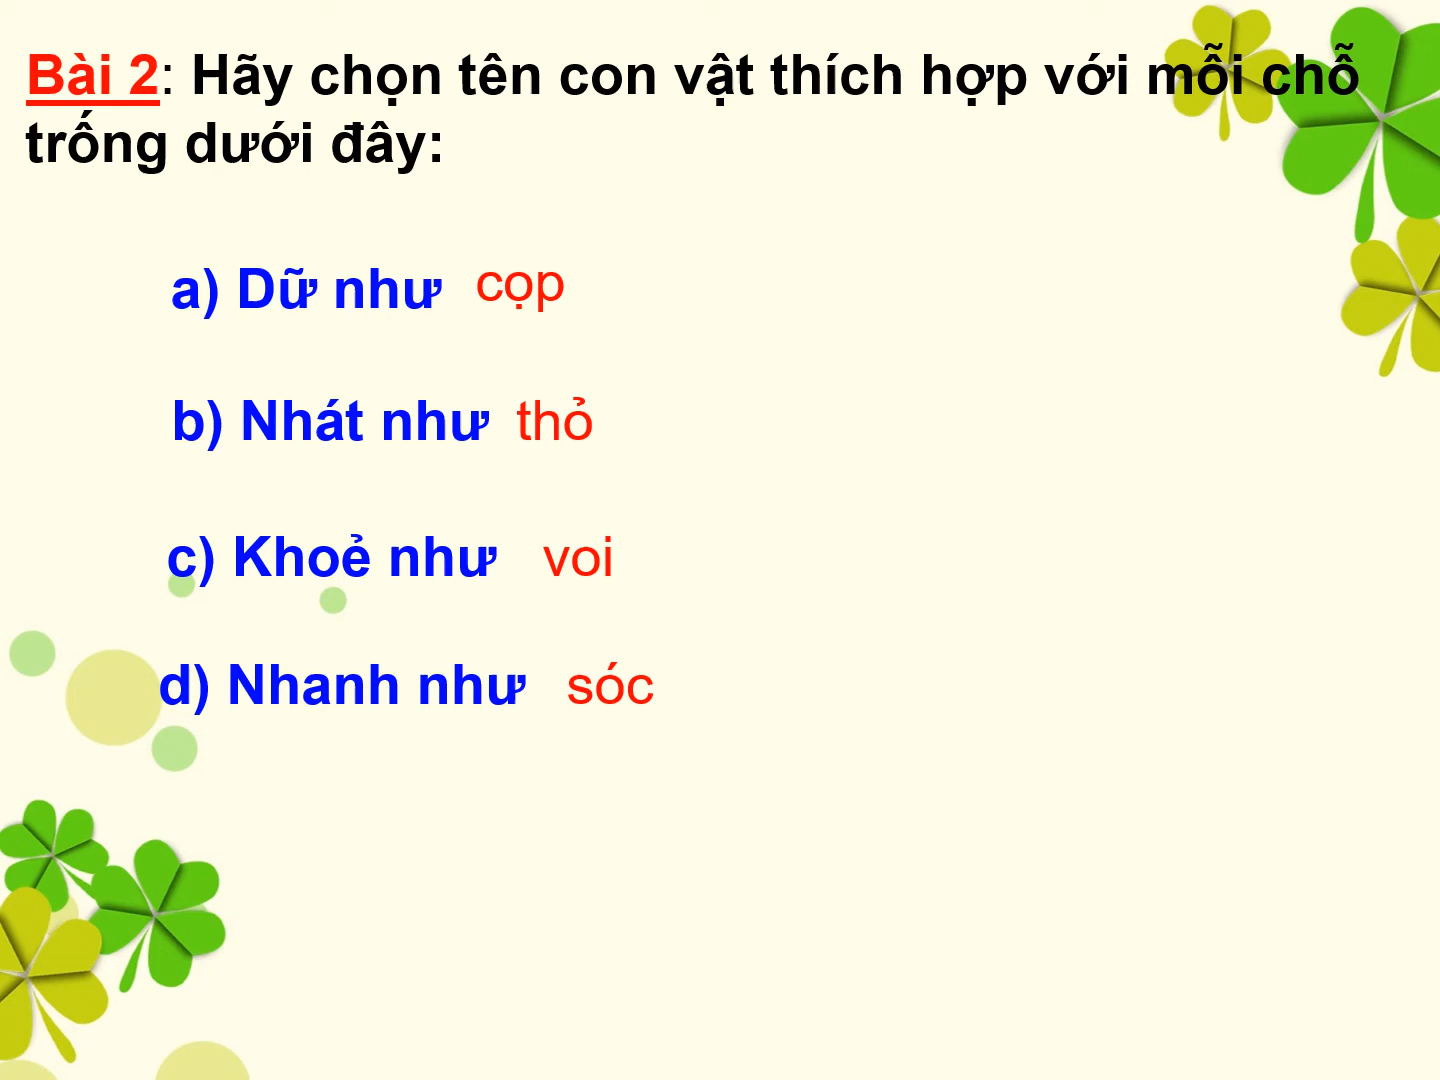 Bài 2: Hãy chọn tên con vật thích hợp với mỗi chỗ
trống dưới đây:
a) Dữ như cọp
b) Nhát như thỏ
c) Khoẻ như voi
d) Nhanh như sóc